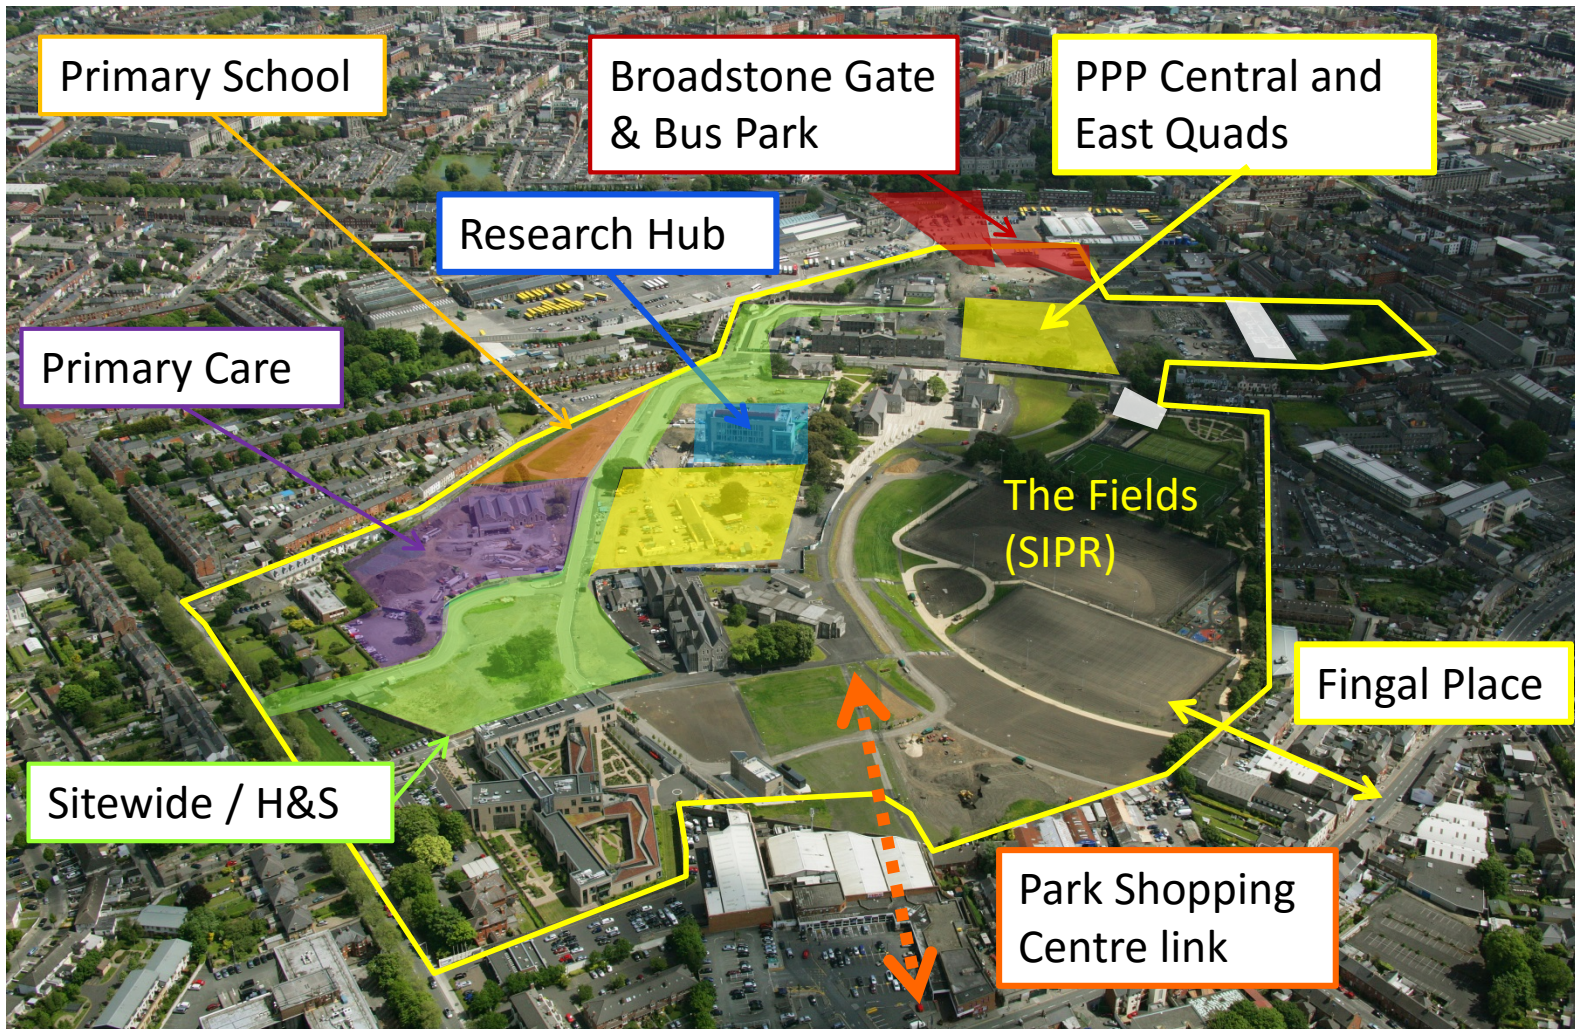 Primary School
Broadstone Gate
& Bus Park
PPP Central and
East Quads
Research Hub
Primary Care
The Fields
(SIPR)
Fingal Place
Sitewide / H&S
Park Shopping
Centre link